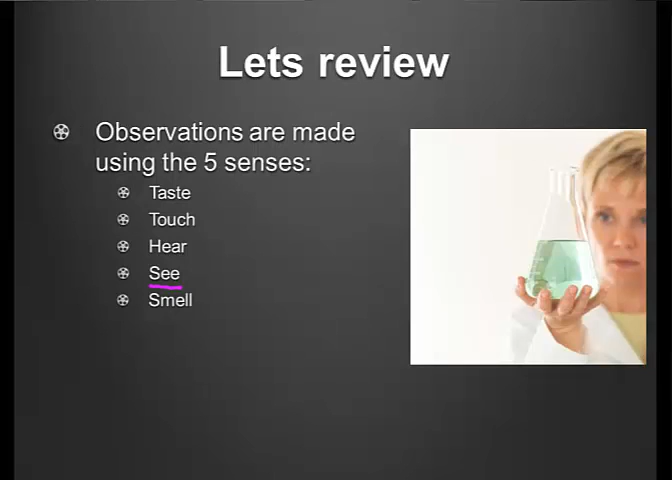 Lets review
Observations are made
using the 5 senses:
Taste
Touch
Hear
See
Smell